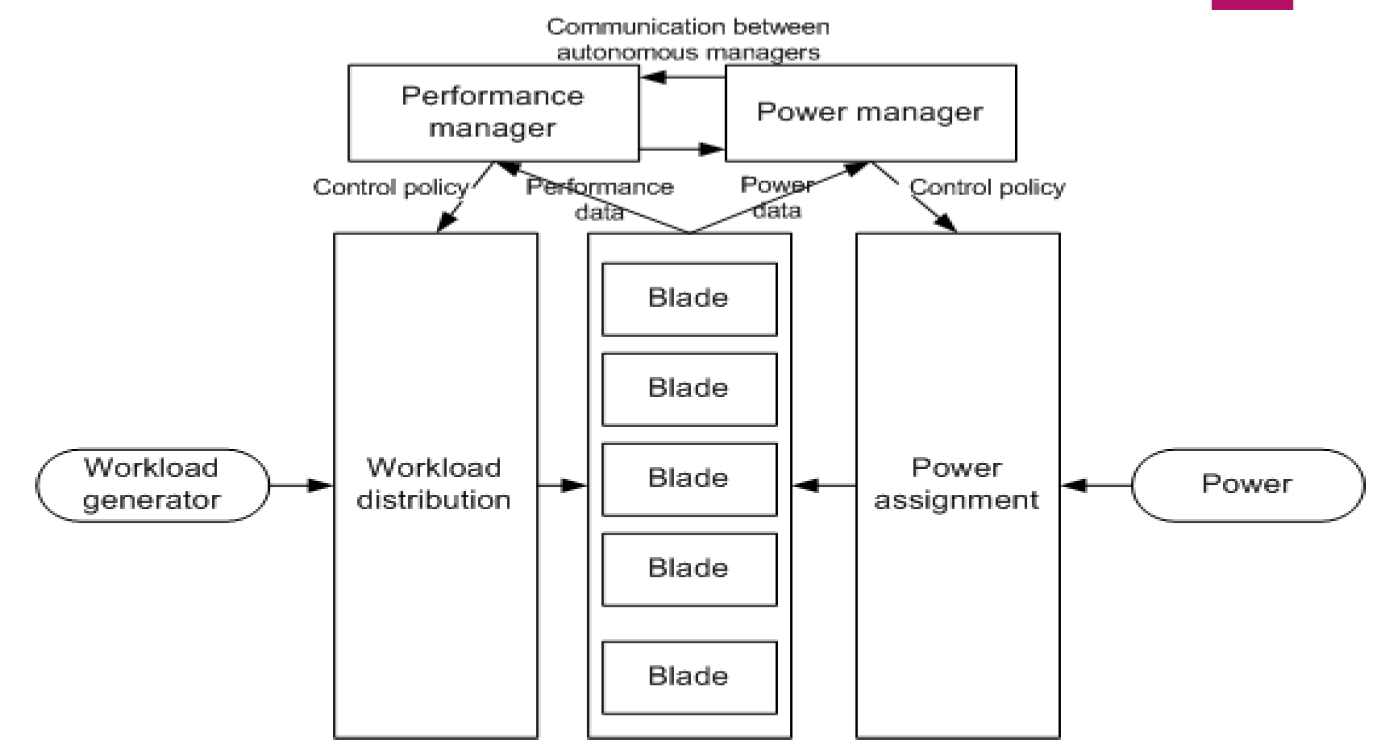 Communication between
autonomous managers
Performance
manager
Power manager
Control policy
Performance
data
Power
data
Control policy
Blade
Blade
Workload
generator
Workload
distribution
Blade
Power
assignment
Power
Blade
Blade